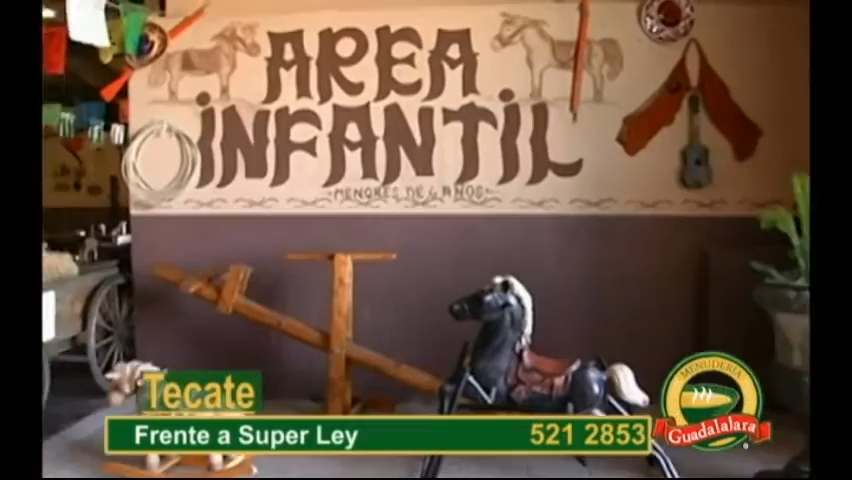 AREA
INFANTIL
MENORES DE 6 AÑOS
Tecate
Frente a Super Ley
521 2853
MENUDERIA
Guadalajara